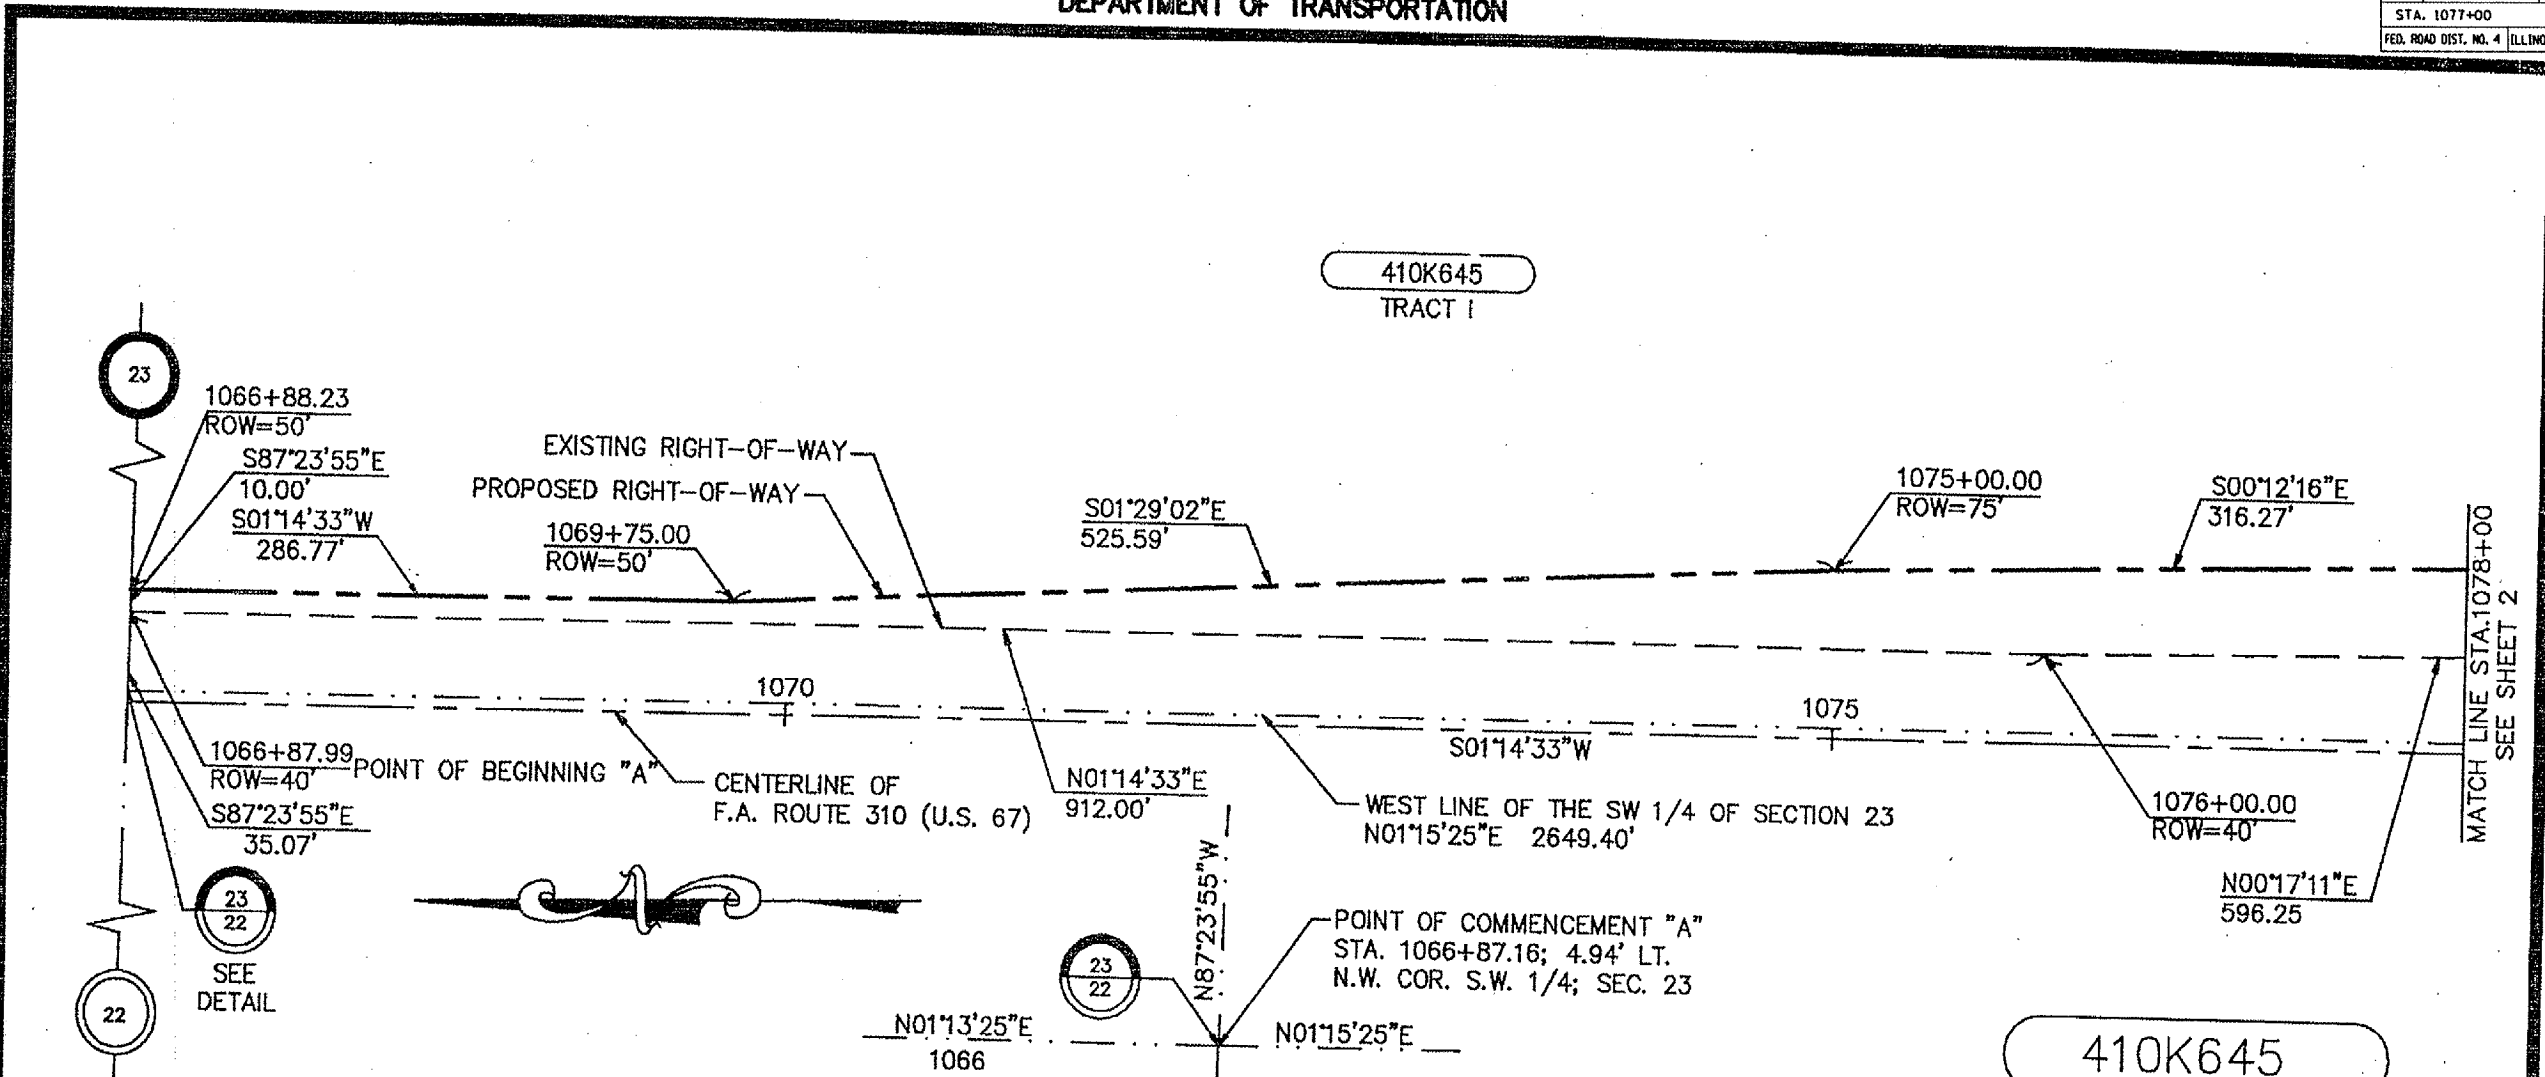 DEPARTMENT OF TRANSPORTATION
STA. 1077+00
FED. ROAD DIST. NO. 4
410K645
TRACT 1
23
1066+88.23
ROW=50'
S87°23'55"E
10.00'
S01°14'33"W
286.77'
EXISTING RIGHT-OF-WAY
PROPOSED RIGHT-OF-WAY
1069+75.00
ROW=50'
S01°29'02"E
525.59'
1075+00.00
ROW=75'
S00°12'16"E
316.27'
MATCH LINE STA.1078+00
SEE SHEET 2
1070
1075
S01°14'33"W
1066+87.99
ROW=40'
POINT OF BEGINNING "A"
S87°23'55"E
35.07'
CENTERLINE OF
F.A. ROUTE 310 (U.S. 67)
N01°14'33"E
912.00'
WEST LINE OF THE SW 1/4 OF SECTION 23
N01°15'25"E 2649.40'
1076+00.00
ROW=40'
N00°17'11"E
596.25
23
22
SEE
DETAIL
22
N87°23'55"W
23
22
POINT OF COMMENCEMENT "A"
STA. 1066+87.16; 4.94' LT.
N.W. COR. S.W. 1/4; SEC. 23
N01°13'25"E
1066
N01°15'25"E
410K645